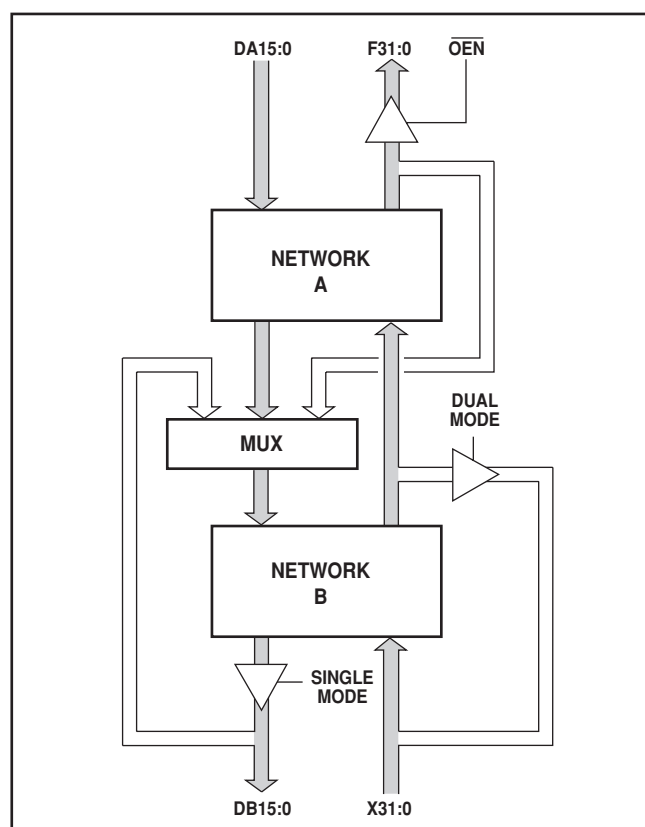 DA15:0
F31:0
OEN
NETWORK
A
DUAL
MODE
MUX
NETWORK
B
SINGLE
MODE
DB15:0
X31:0